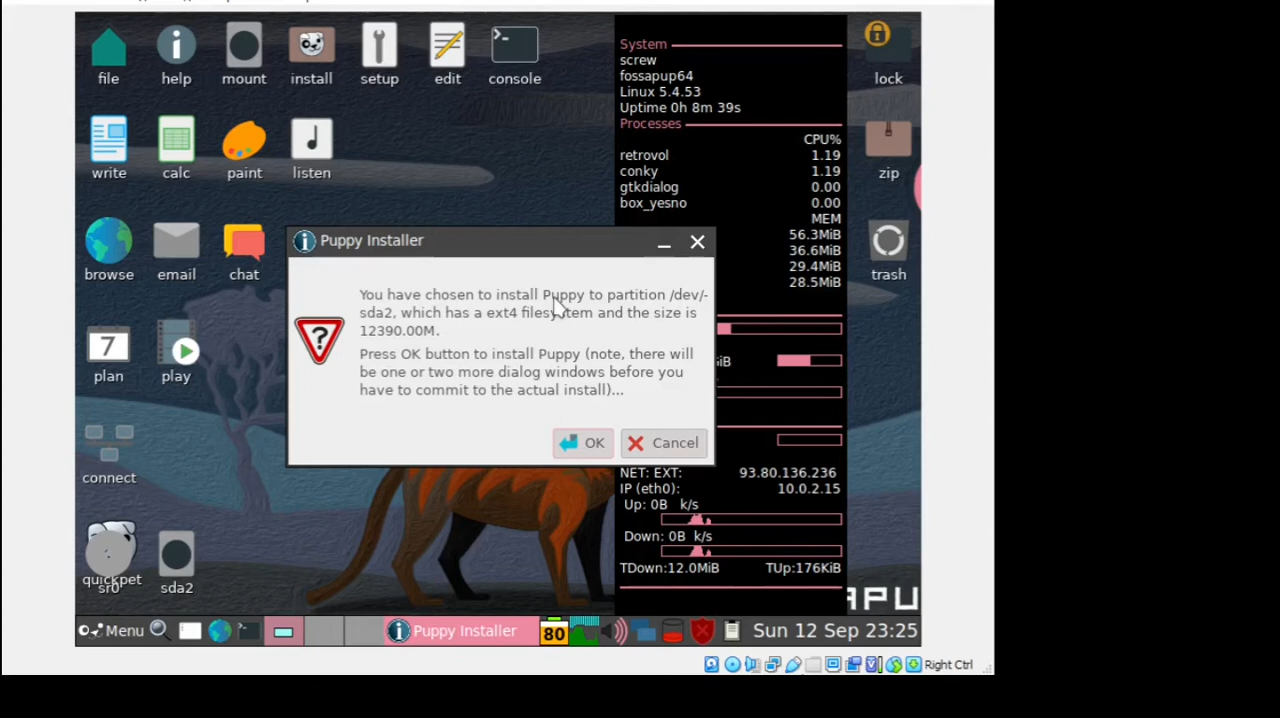 file
help
mount
install
setup
edit
console
write
calc
paint
listen
browse
email
chat
plan
7
play
connect
quickpet
sr0
sda2
System
screw
fossapup64
Linux 5.4.53
Uptime 0h 8m 39s
Processes
CPU%
retrovol 1.19
conky 1.19
gtkdialog 0.00
box_yesno 0.00
MEM
56.3MiB
36.6MiB
29.4MiB
28.5MiB
iB
NET: EXT: 93.80.136.236
IP (eth0): 10.0.2.15
Up: 0B k/s
Down: 0B k/s
TDown:12.0MiB TUp:176KiB
lock
zip
trash
Puppy Installer
You have chosen to install Puppy to partition /dev/-
sda2, which has a ext4 filesystem and the size is
12390.00M.
Press OK button to install Puppy (note, there will
be one or two more dialog windows before you
have to commit to the actual install)...
OK Cancel
APU
Menu Puppy Installer 80 Sun 12 Sep 23:25
Right Ctrl